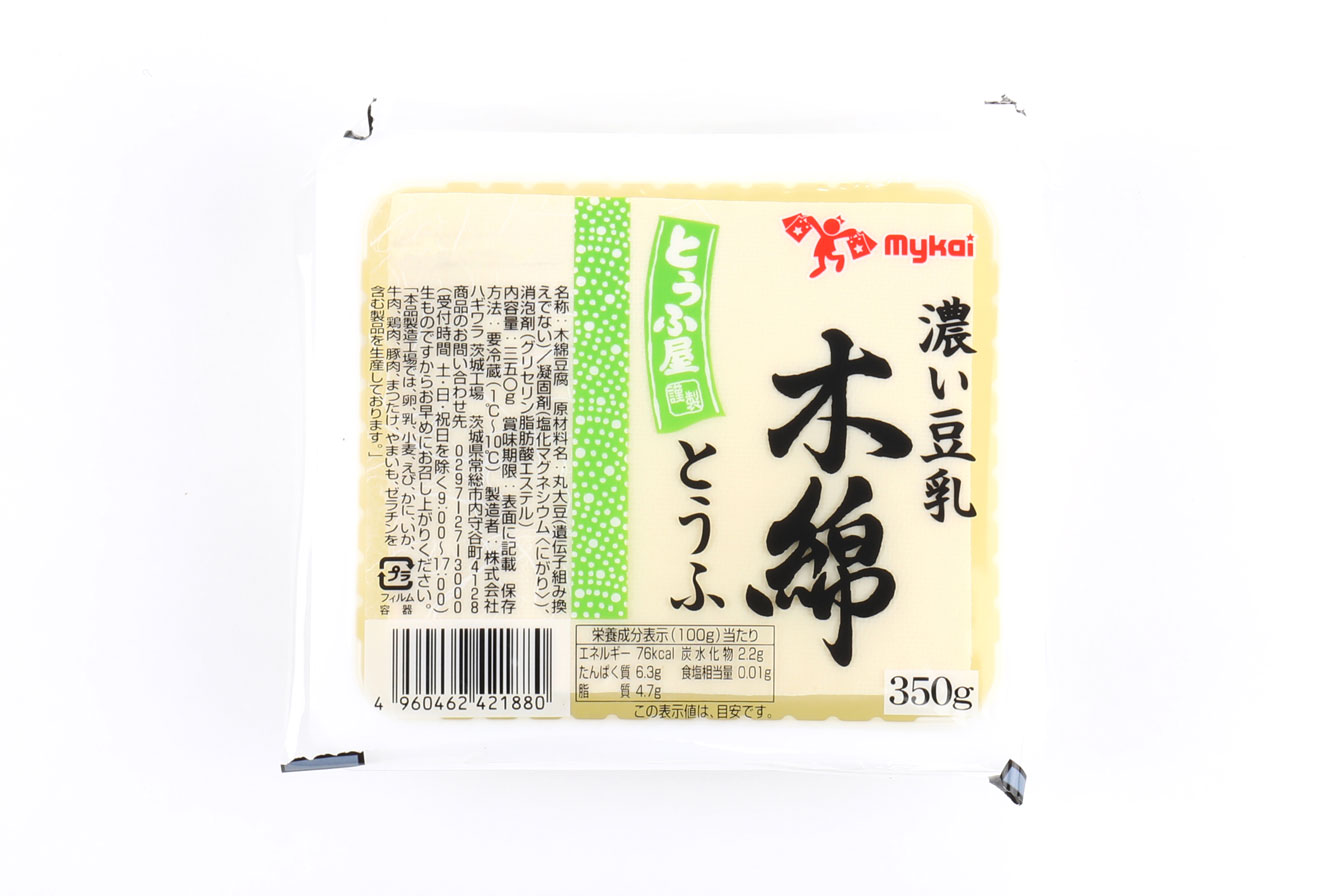 mykai
濃い豆乳
木綿
とうふ
とうふ屋
謹製
名称:木綿豆腐 原材料名:丸大豆(遺伝子組み換
えでない)/凝固剤(塩化マグネシウム〈にがり〉)、
消泡剤(グリセリン脂肪酸エステル)
内容量:三五〇g 賞味期限:表面に記載 保存
方法:要冷蔵(1℃~10℃) 製造者:株式会社
ハギワラ 茨城工場 茨城県常総市内守谷町4128
商品のお問い合わせ先 0297-27-3000
(受付時間 土・日・祝日を除く9:00~17:00)
生ものですからお早めにお召し上がりください。
「本品製造工場では、卵、乳、小麦、えび、かに、いか、
牛肉、鶏肉、豚肉、まつたけ、やまいも、ゼラチンを
含む製品を生産しております。」
プラ
フィルム
容器
栄養成分表示(100g)当たり
エネルギー 76kcal 炭水化物 2.2g
たんぱく質 6.3g 食塩相当量 0.01g
脂質 4.7g
この表示値は、目安です。
350g
4 960462 421880